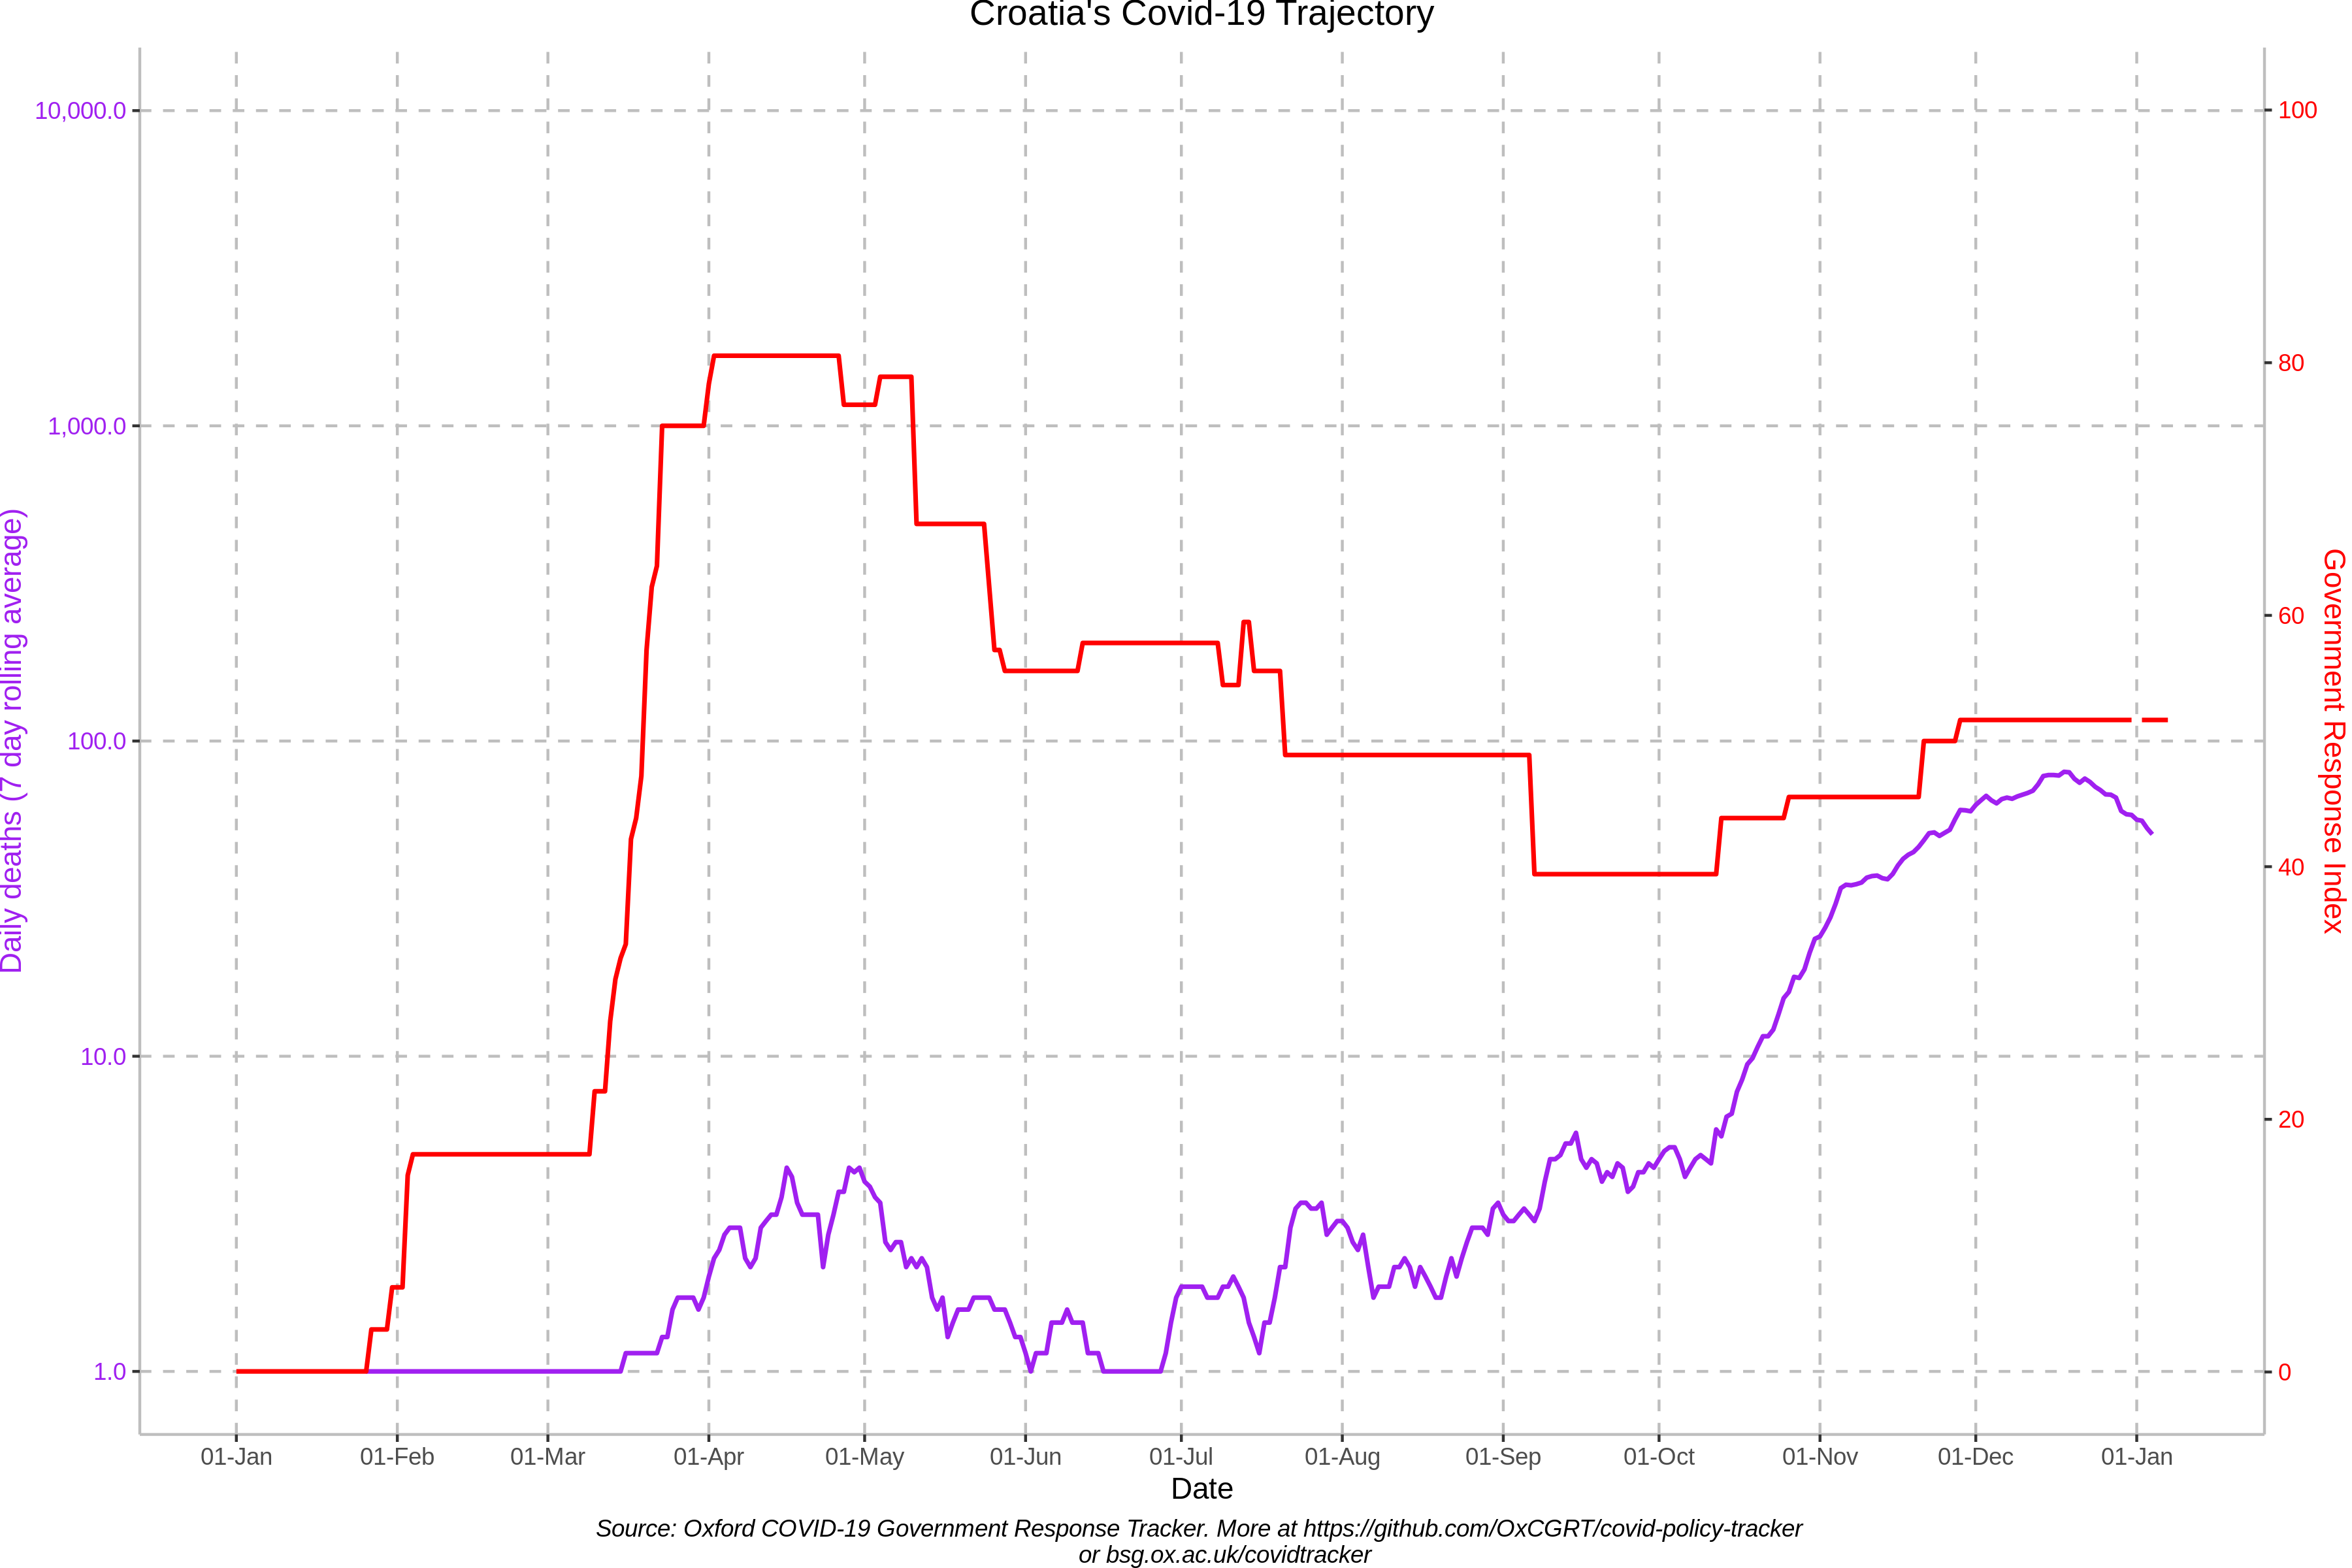 Croatia's Covid-19 Trajectory
10,000.0
1,000.0
100.0
10.0
1.0
Daily deaths (7 day rolling average)
100
80
60
40
20
0
Government Response Index
01-Jan
01-Feb
01-Mar
01-Apr
01-May
01-Jun
01-Jul
01-Aug
01-Sep
01-Oct
01-Nov
01-Dec
01-Jan
Date
Source: Oxford COVID-19 Government Response Tracker. More at https://github.com/OxCGRT/covid-policy-tracker
or bsg.ox.ac.uk/covidtracker